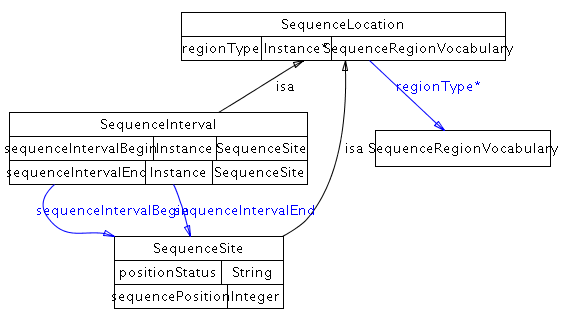 SequenceLocation
regionType Instance* SequenceRegionVocabulary
isa
regionType*
SequenceInterval
sequenceIntervalBegin Instance SequenceSite
sequenceIntervalEnd Instance SequenceSite
isa
SequenceRegionVocabulary
sequenceIntervalBegin
sequenceIntervalEnd
SequenceSite
positionStatus String
sequencePosition Integer